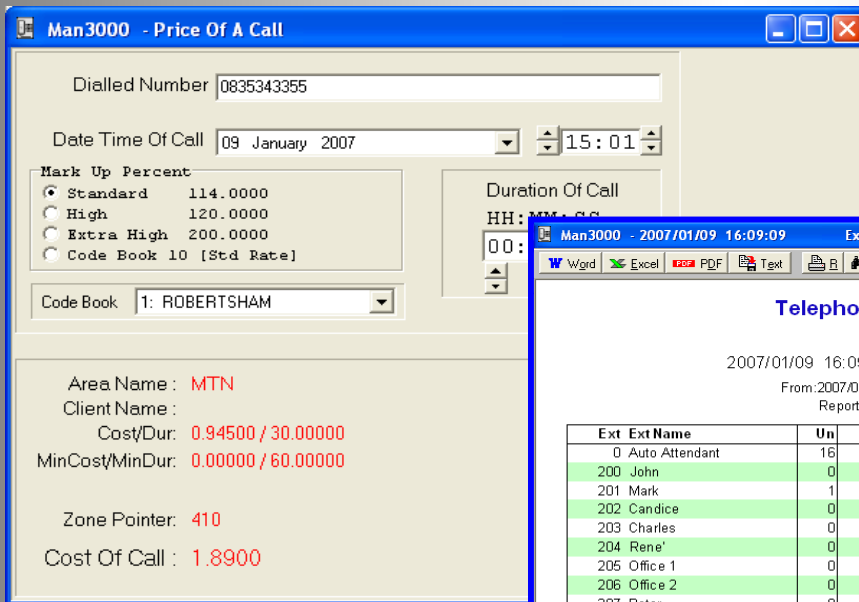 Man3000 - Price Of A Call
Dialled Number 0835343355
Date Time Of Call 09 January 2007 15:01
Mark Up Percent
Standard 114.0000
High 120.0000
Extra High 200.0000
Code Book 10 [Std Rate]
Duration Of Call
HH:MM:SS
00:
Code Book 1: ROBERTSHAM
Area Name : MTN
Client Name :
Cost/Dur: 0.94500 / 30.00000
MinCost/MinDur: 0.00000 / 60.00000
Zone Pointer: 410
Cost Of Call : 1.8900
Man3000 - 2007/01/09 16:09:09 Ex
Word Excel PDF PDF Text R
Telepho
2007/01/09 16:09
From:2007/0
Report
Ext Ext Name Un
0 Auto Attendant 16
200 John 0
201 Mark 1
202 Candice 0
203 Charles 0
204 Rene' 0
205 Office 1 0
206 Office 2 0